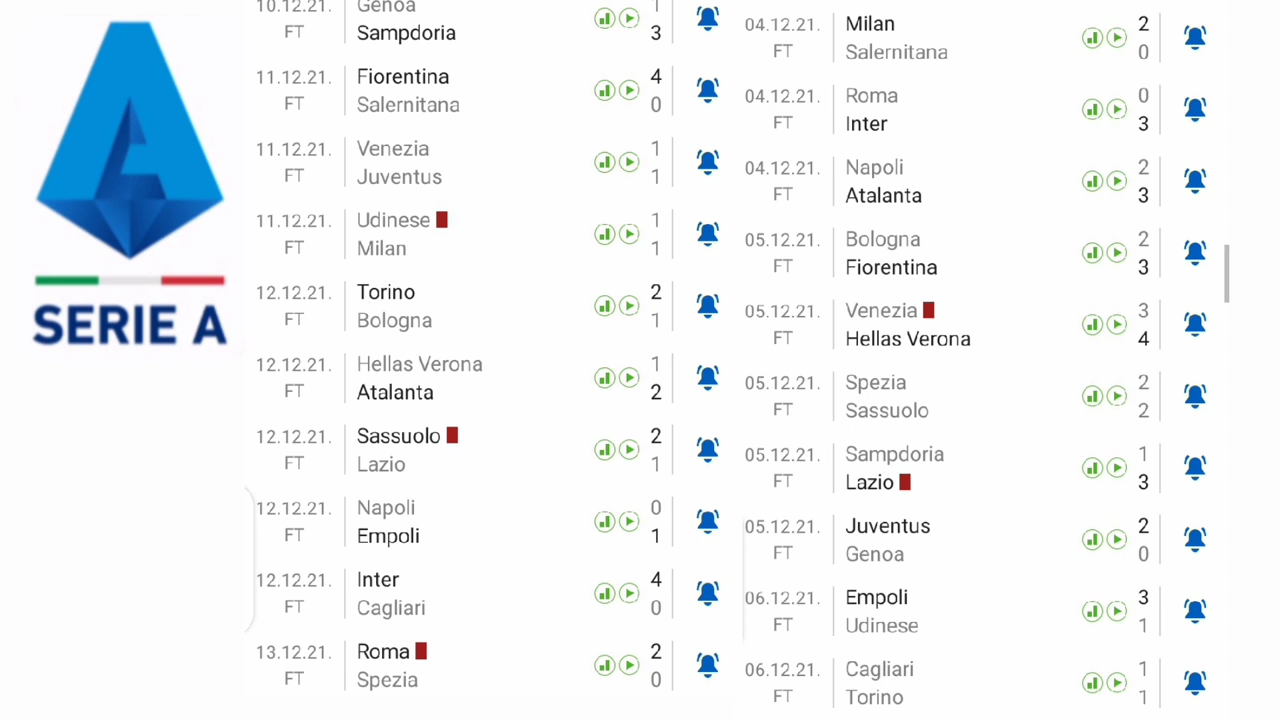 SERIE A
10.12.21. Genoa 1
FT Sampdoria 3
11.12.21. Fiorentina 4
FT Salernitana 0
11.12.21. Venezia 1
FT Juventus 1
11.12.21. Udinese 1
FT Milan 1
12.12.21. Torino 2
FT Bologna 1
12.12.21. Hellas Verona 1
FT Atalanta 2
12.12.21. Sassuolo 2
FT Lazio 1
12.12.21. Napoli 0
FT Empoli 1
12.12.21. Inter 4
FT Cagliari 0
13.12.21. Roma 2
FT Spezia 0
04.12.21. Milan 2
FT Salernitana 0
04.12.21. Roma 0
FT Inter 3
04.12.21. Napoli 2
FT Atalanta 3
05.12.21. Bologna 2
FT Fiorentina 3
05.12.21. Venezia 3
FT Hellas Verona 4
05.12.21. Spezia 2
FT Sassuolo 2
05.12.21. Sampdoria 1
FT Lazio 3
05.12.21. Juventus 2
FT Genoa 0
06.12.21. Empoli 3
FT Udinese 1
06.12.21. Cagliari 1
FT Torino 1